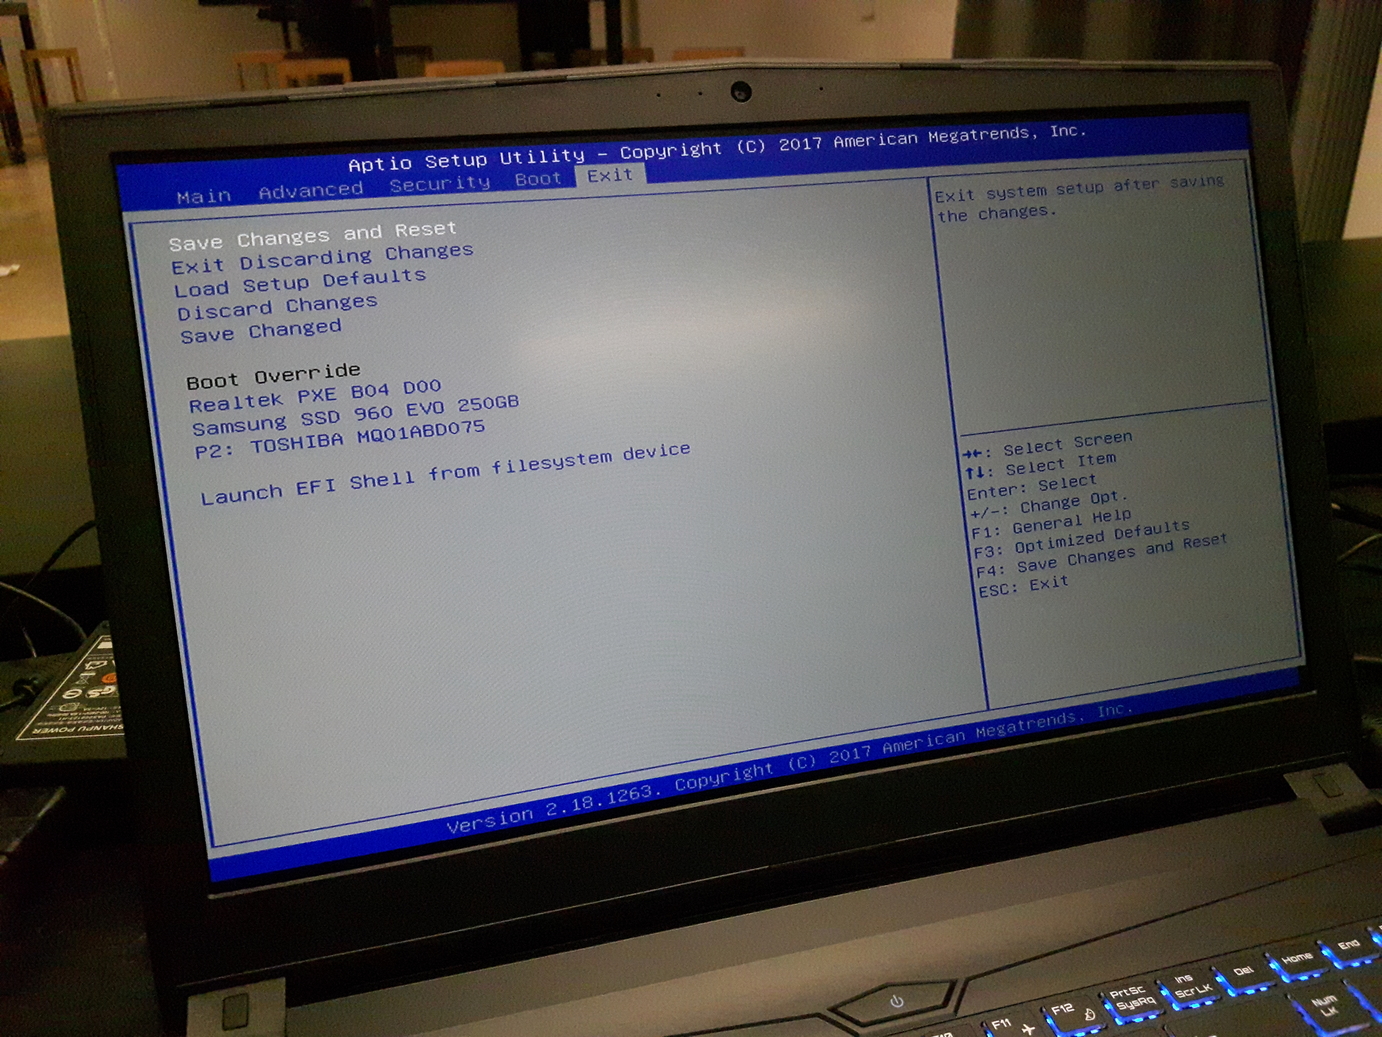 Aptio Setup Utility – Copyright (C) 2017 American Megatrends, Inc.
Main Advanced Security Boot Exit
Save Changes and Reset
Exit Discarding Changes
Load Setup Defaults
Discard Changes
Save Changed
Boot Override
Realtek PXE B04 D00
Samsung SSD 960 EVO 250GB
P2: TOSHIBA MQ01ABD075
Launch EFI Shell from filesystem device
Exit system setup after saving
the changes.
→←: Select Screen
↑↓: Select Item
Enter: Select
+/-: Change Opt.
F1: General Help
F3: Optimized Defaults
F4: Save Changes and Reset
ESC: Exit
Version 2.18.1263. Copyright (C) 2017 American Megatrends, Inc.
SHANPU POWER
F11
F12
PrtSc
SysRq
Ins
ScrLk
Del
Home
End
Num
LK